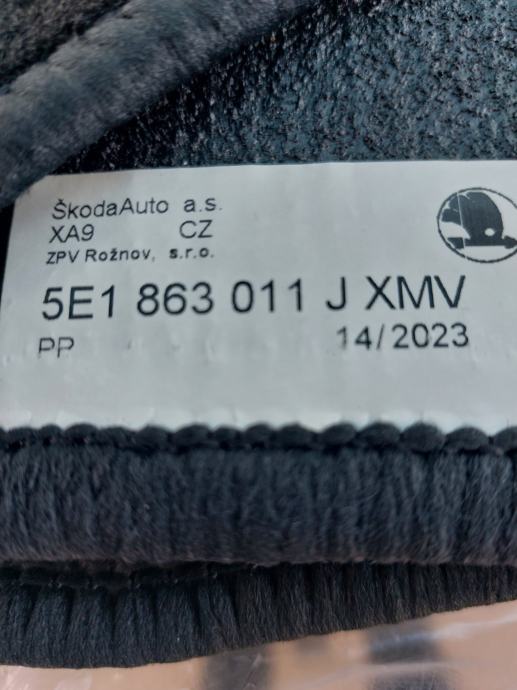 ŠkodaAuto a.s.
XA9 CZ
ZPV Rožnov, s.r.o.
5E1 863 011 J XMV
PP 14/2023